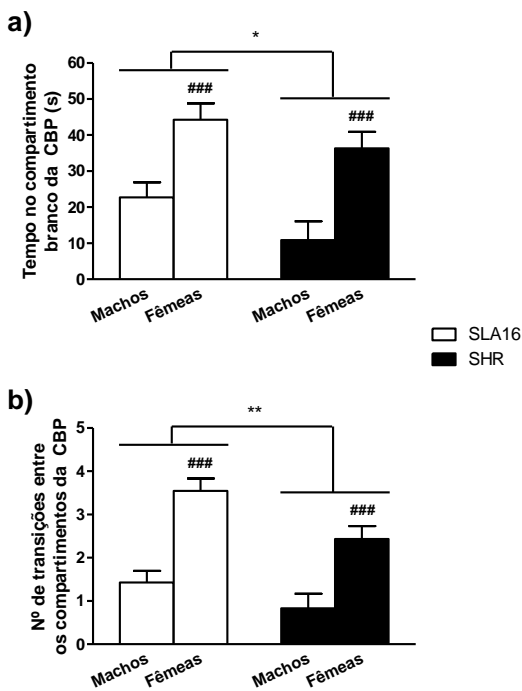 a)
*
Tempo no compartimento
branco da CBP (s)
60
50
40
30
20
10
0
###
###
Machos
Fêmeas
Machos
Fêmeas
SLA16
SHR
b)
**
Nº de transições entre
os compartimentos da CBP
5
4
3
2
1
0
###
###
Machos
Fêmeas
Machos
Fêmeas